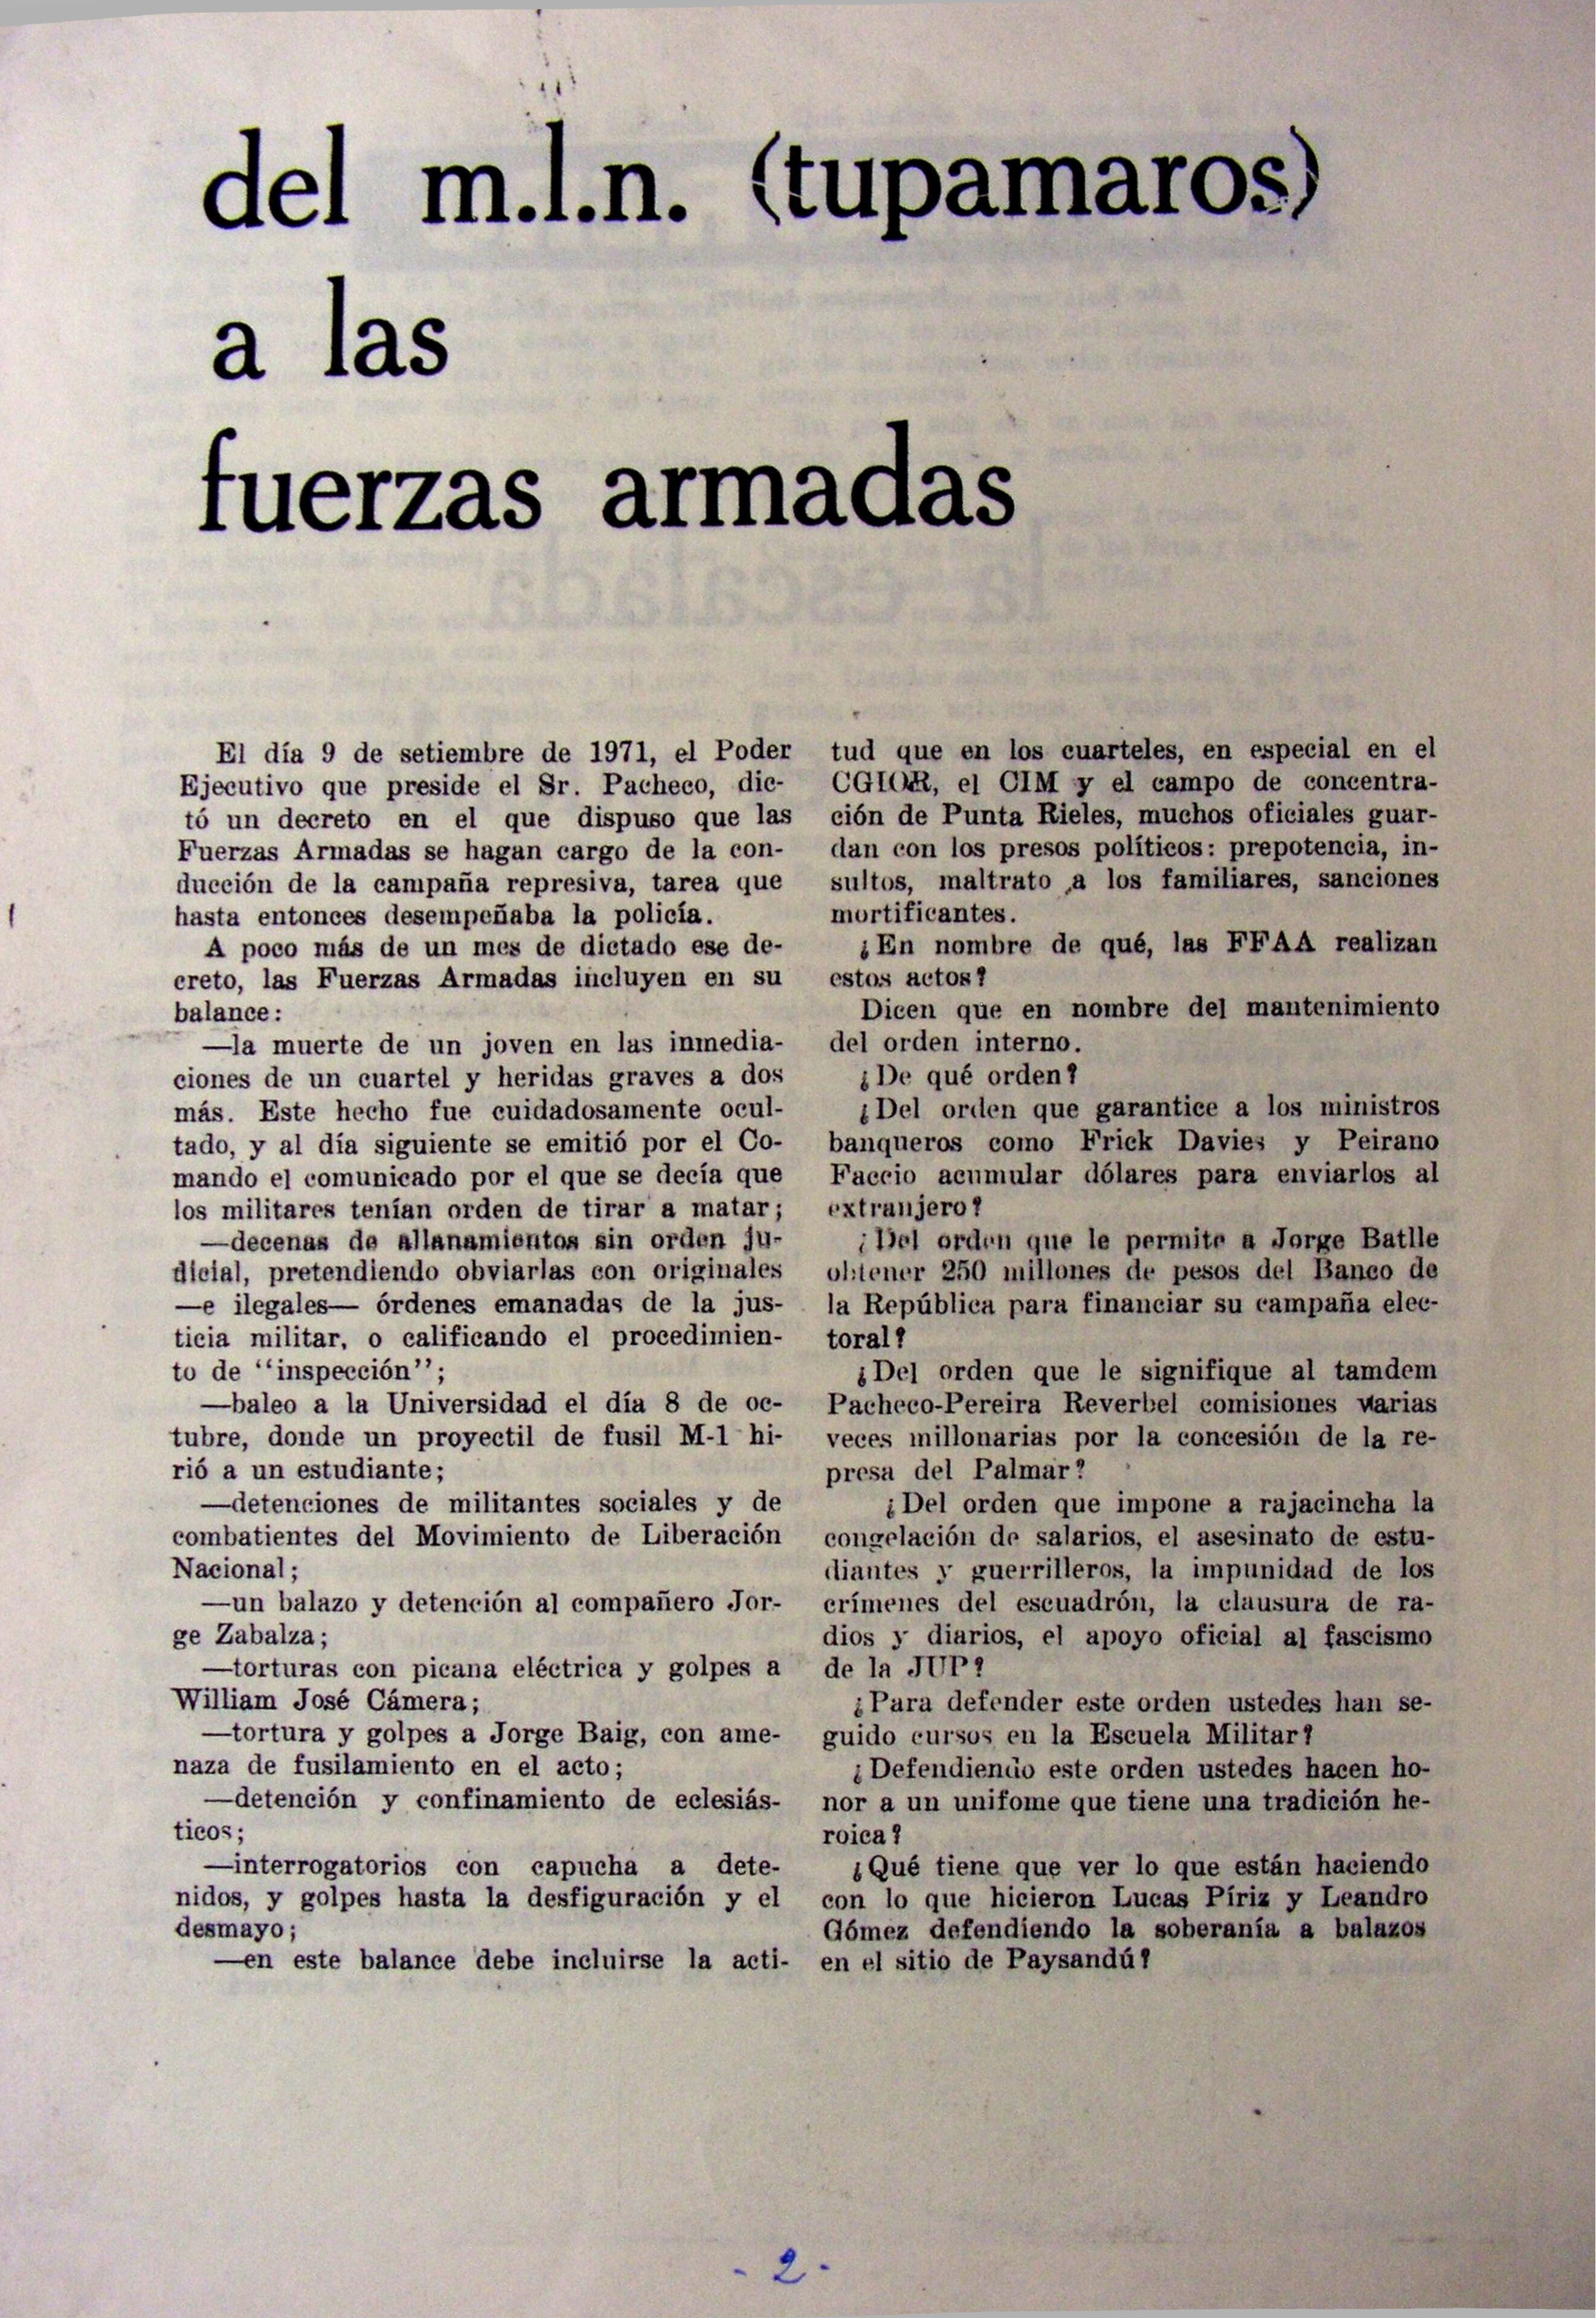 del m.l.n. (tupamaros)
a las
fuerzas armadas
El día 9 de setiembre de 1971, el Poder
Ejecutivo que preside el Sr. Pacheco, dic-
tó un decreto en el que dispuso que las
Fuerzas Armadas se hagan cargo de la con-
ducción de la campaña represiva, tarea que
hasta entonces desempeñaba la policía.
A poco más de un mes de dictado ese de-
creto, las Fuerzas Armadas incluyen en su
balance:
—la muerte de un joven en las inmedia-
ciones de un cuartel y heridas graves a dos
más. Este hecho fue cuidadosamente ocul-
tado, y al día siguiente se emitió por el Co-
mando el comunicado por el que se decía que
los militares tenían orden de tirar a matar;
—decenas de allanamientos sin orden ju-
dicial, pretendiendo obviarlas con originales
—e ilegales— órdenes emanadas de la jus-
ticia militar, o calificando el procedimien-
to de "inspección";
—baleo a la Universidad el día 8 de oc-
tubre, donde un proyectil de fusil M-1 hi-
rió a un estudiante;
—detenciones de militantes sociales y de
combatientes del Movimiento de Liberación
Nacional;
—un balazo y detención al compañero Jor-
ge Zabalza;
—torturas con picana eléctrica y golpes a
William José Cámera;
—tortura y golpes a Jorge Baig, con ame-
naza de fusilamiento en el acto;
—detención y confinamiento de eclesiás-
ticos;
—interrogatorios con capucha a dete-
nidos, y golpes hasta la desfiguración y el
desmayo;
—en este balance debe incluirse la acti-
tud que en los cuarteles, en especial en el
CGIOR, el CIM y el campo de concentra-
ción de Punta Rieles, muchos oficiales guar-
dan con los presos políticos: prepotencia, in-
sultos, maltrato a los familiares, sanciones
mortificantes.
¿En nombre de qué, las FFAA realizan
estos actos?
Dicen que en nombre del mantenimiento
del orden interno.
¿De qué orden?
¿Del orden que garantice a los ministros
banqueros como Frick Davies y Peirano
Faccio acumular dólares para enviarlos al
extranjero?
¿Del orden que le permite a Jorge Batlle
obtener 250 millones de pesos del Banco de
la República para financiar su campaña elec-
toral?
¿Del orden que le signifique al tamdem
Pacheco-Pereira Reverbel comisiones varias
veces millonarias por la concesión de la re-
presa del Palmar?
¿Del orden que impone a rajacincha la
congelación de salarios, el asesinato de estu-
diantes y guerrilleros, la impunidad de los
crímenes del escuadrón, la clausura de ra-
dios y diarios, el apoyo oficial al fascismo
de la JUP?
¿Para defender este orden ustedes han se-
guido cursos en la Escuela Militar?
¿Defendiendo este orden ustedes hacen ho-
nor a un unifome que tiene una tradición he-
roica?
¿Qué tiene que ver lo que están haciendo
con lo que hicieron Lucas Píriz y Leandro
Gómez defendiendo la soberanía a balazos
en el sitio de Paysandú?
- 2 -